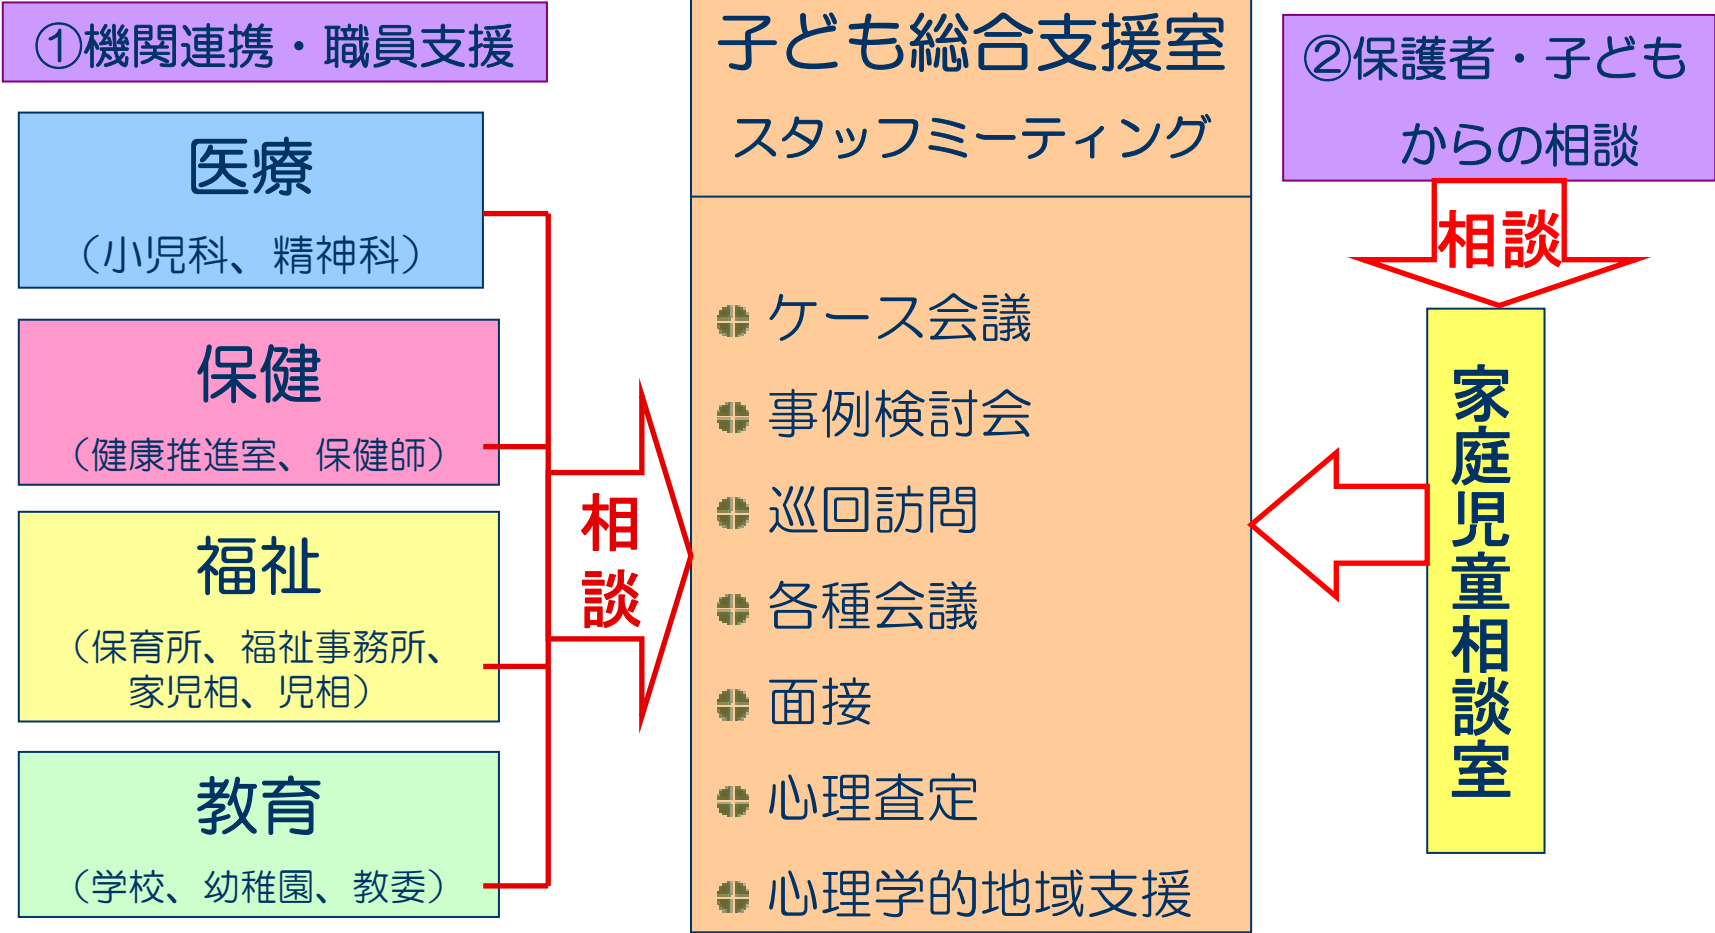 ①機関連携・職員支援
医療
（小児科、精神科）
保健
（健康推進室、保健師）
福祉
（保育所、福祉事務所、
家児相、児相）
教育
（学校、幼稚園、教委）
相談
子ども総合支援室
スタッフミーティング
ケース会議
事例検討会
巡回訪問
各種会議
面接
心理査定
心理学的地域支援
②保護者・子ども
からの相談
相談
家庭児童相談室